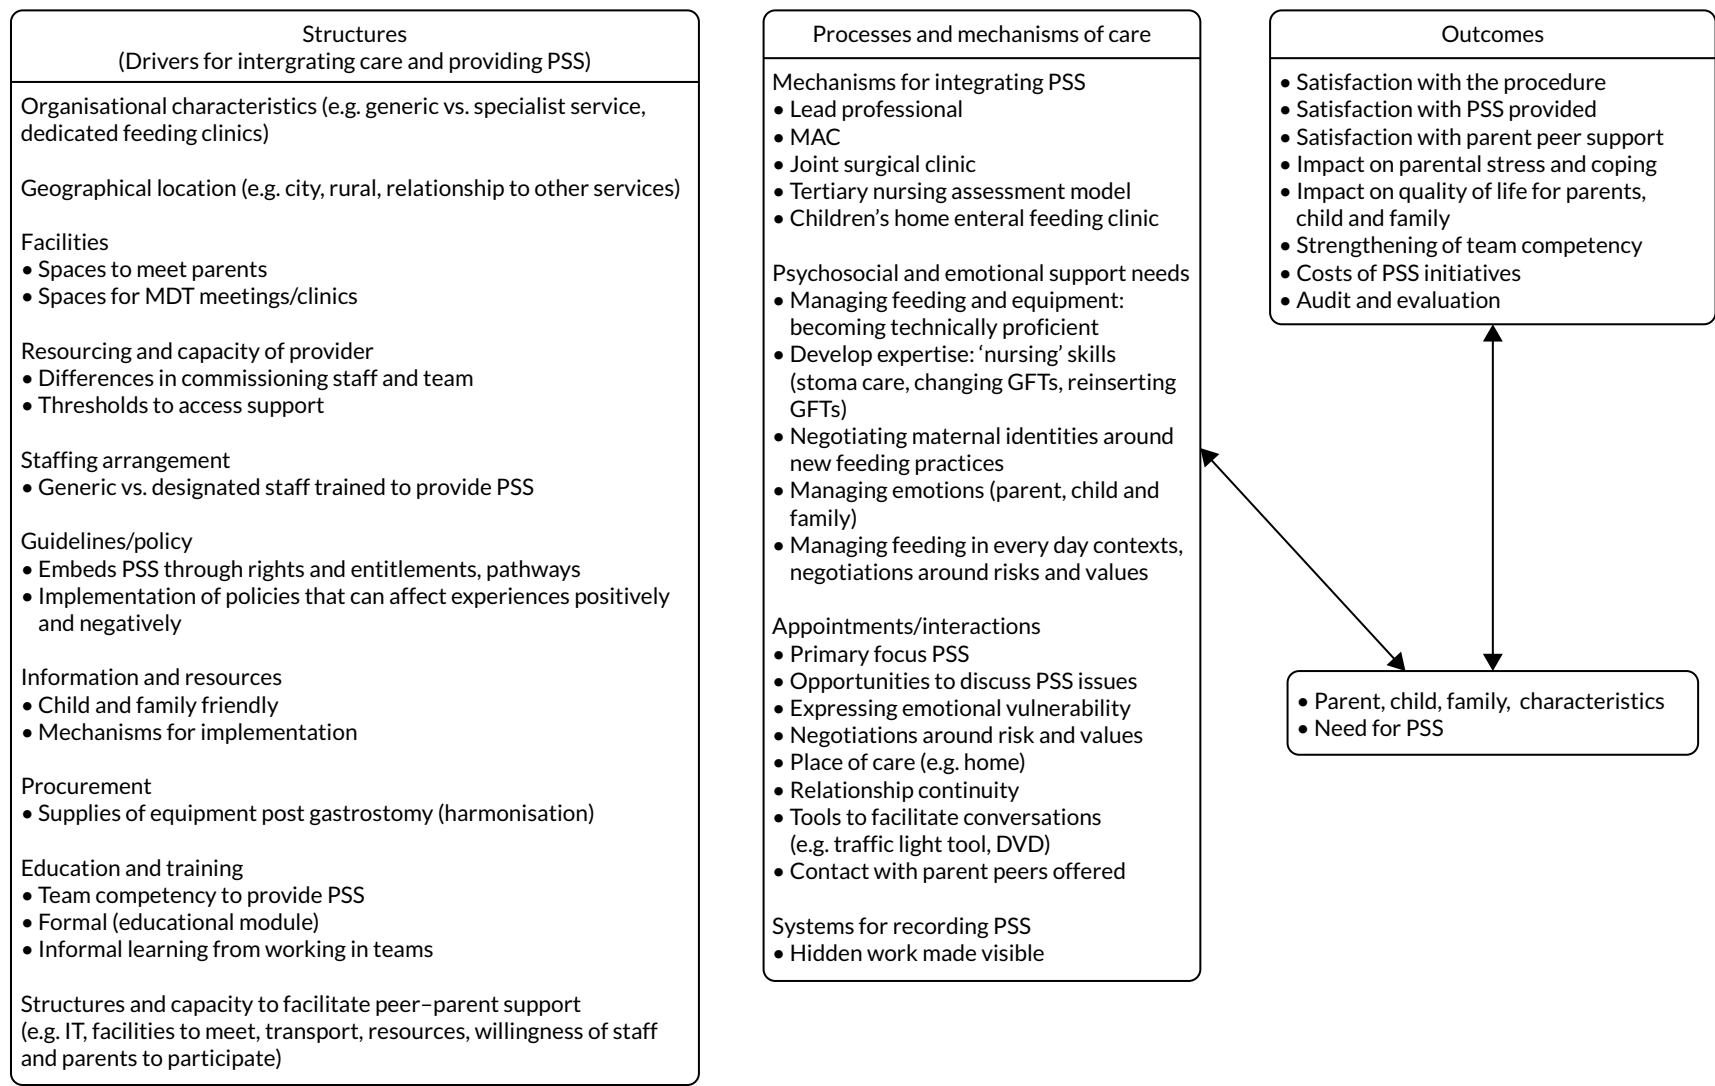 Structures
(Drivers for intergrating care and providing PSS)
Organisational characteristics (e.g. generic vs. specialist service,
dedicated feeding clinics)
Geographical location (e.g. city, rural, relationship to other services)
Facilities
• Spaces to meet parents
• Spaces for MDT meetings/clinics
Resourcing and capacity of provider
• Differences in commissioning staff and team
• Thresholds to access support
Staffing arrangement
• Generic vs. designated staff trained to provide PSS
Guidelines/policy
• Embeds PSS through rights and entitlements, pathways
• Implementation of policies that can affect experiences positively
and negatively
Information and resources
• Child and family friendly
• Mechanisms for implementation
Procurement
• Supplies of equipment post gastrostomy (harmonisation)
Education and training
• Team competency to provide PSS
• Formal (educational module)
• Informal learning from working in teams
Structures and capacity to facilitate peer–parent support
(e.g. IT, facilities to meet, transport, resources, willingness of staff
and parents to participate)
Processes and mechanisms of care
Mechanisms for integrating PSS
• Lead professional
• MAC
• Joint surgical clinic
• Tertiary nursing assessment model
• Children’s home enteral feeding clinic
Psychosocial and emotional support needs
• Managing feeding and equipment:
becoming technically proficient
• Develop expertise: ‘nursing’ skills
(stoma care, changing GFTs, reinserting
GFTs)
• Negotiating maternal identities around
new feeding practices
• Managing emotions (parent, child and
family)
• Managing feeding in every day contexts,
negotiations around risks and values
Appointments/interactions
• Primary focus PSS
• Opportunities to discuss PSS issues
• Expressing emotional vulnerability
• Negotiations around risk and values
• Place of care (e.g. home)
• Relationship continuity
• Tools to facilitate conversations
(e.g. traffic light tool, DVD)
• Contact with parent peers offered
Systems for recording PSS
• Hidden work made visible
Outcomes
• Satisfaction with the procedure
• Satisfaction with PSS provided
• Satisfaction with parent peer support
• Impact on parental stress and coping
• Impact on quality of life for parents,
child and family
• Strengthening of team competency
• Costs of PSS initiatives
• Audit and evaluation
• Parent, child, family, characteristics
• Need for PSS